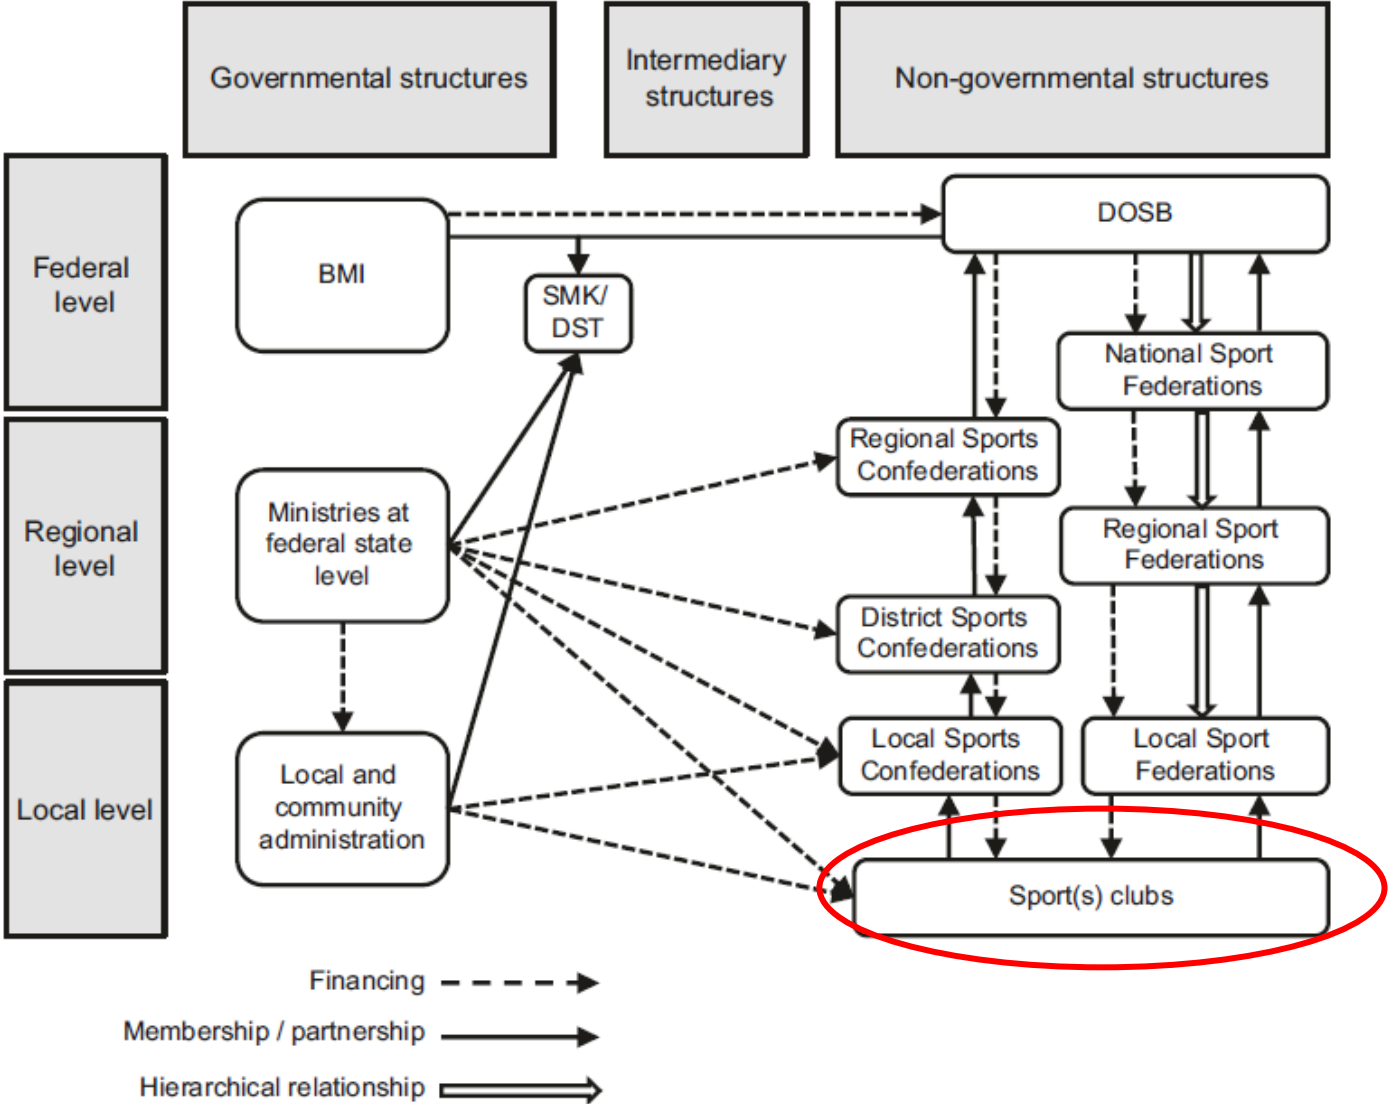 Governmental structures
Intermediary
structures
Non-governmental structures
Federal
level
BMI
SMK/
DST
DOSB
National Sport
Federations
Regional
level
Ministries at
federal state
level
Regional Sports
Confederations
Regional Sport
Federations
District Sports
Confederations
Local level
Local and
community
administration
Local Sports
Confederations
Local Sport
Federations
Sport(s) clubs
Financing
Membership / partnership
Hierarchical relationship